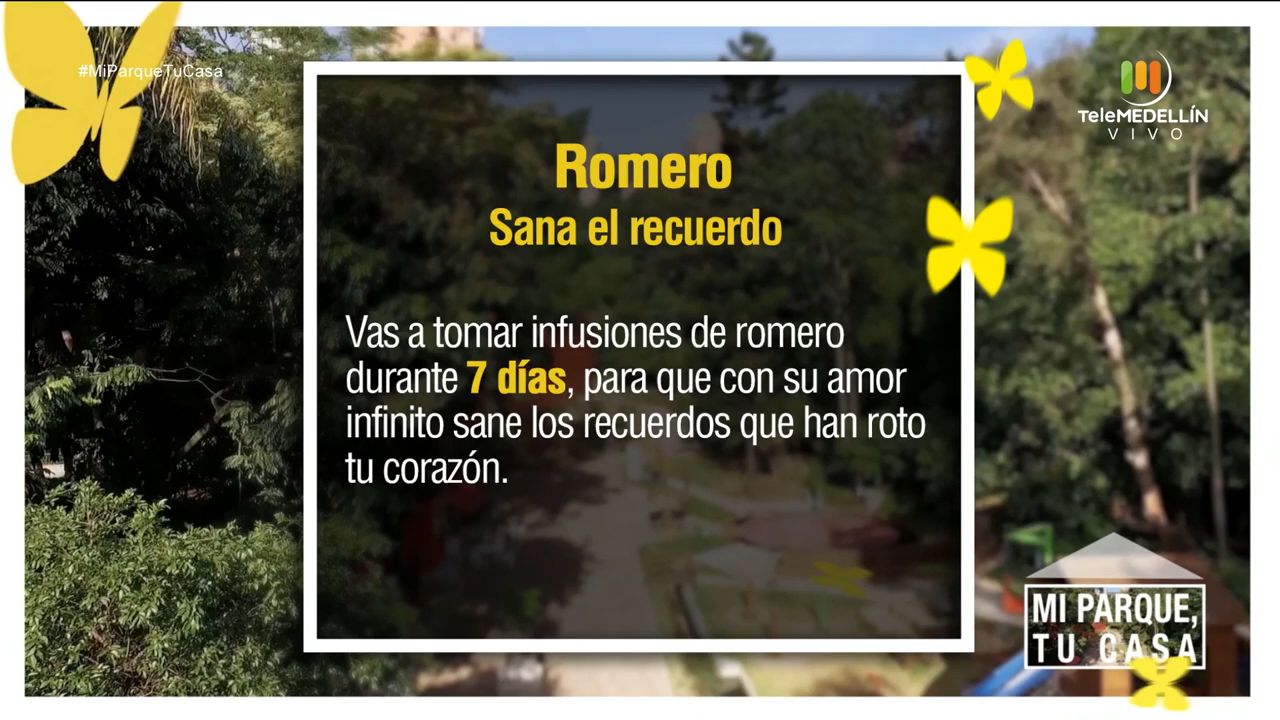 #MiParqueTuCasa
TeleMEDELLÍN
VIVO
Romero
Sana el recuerdo
Vas a tomar infusiones de romero
durante 7 días, para que con su amor
infinito sane los recuerdos que han roto
tu corazón.
MI PARQUE,
TU CASA